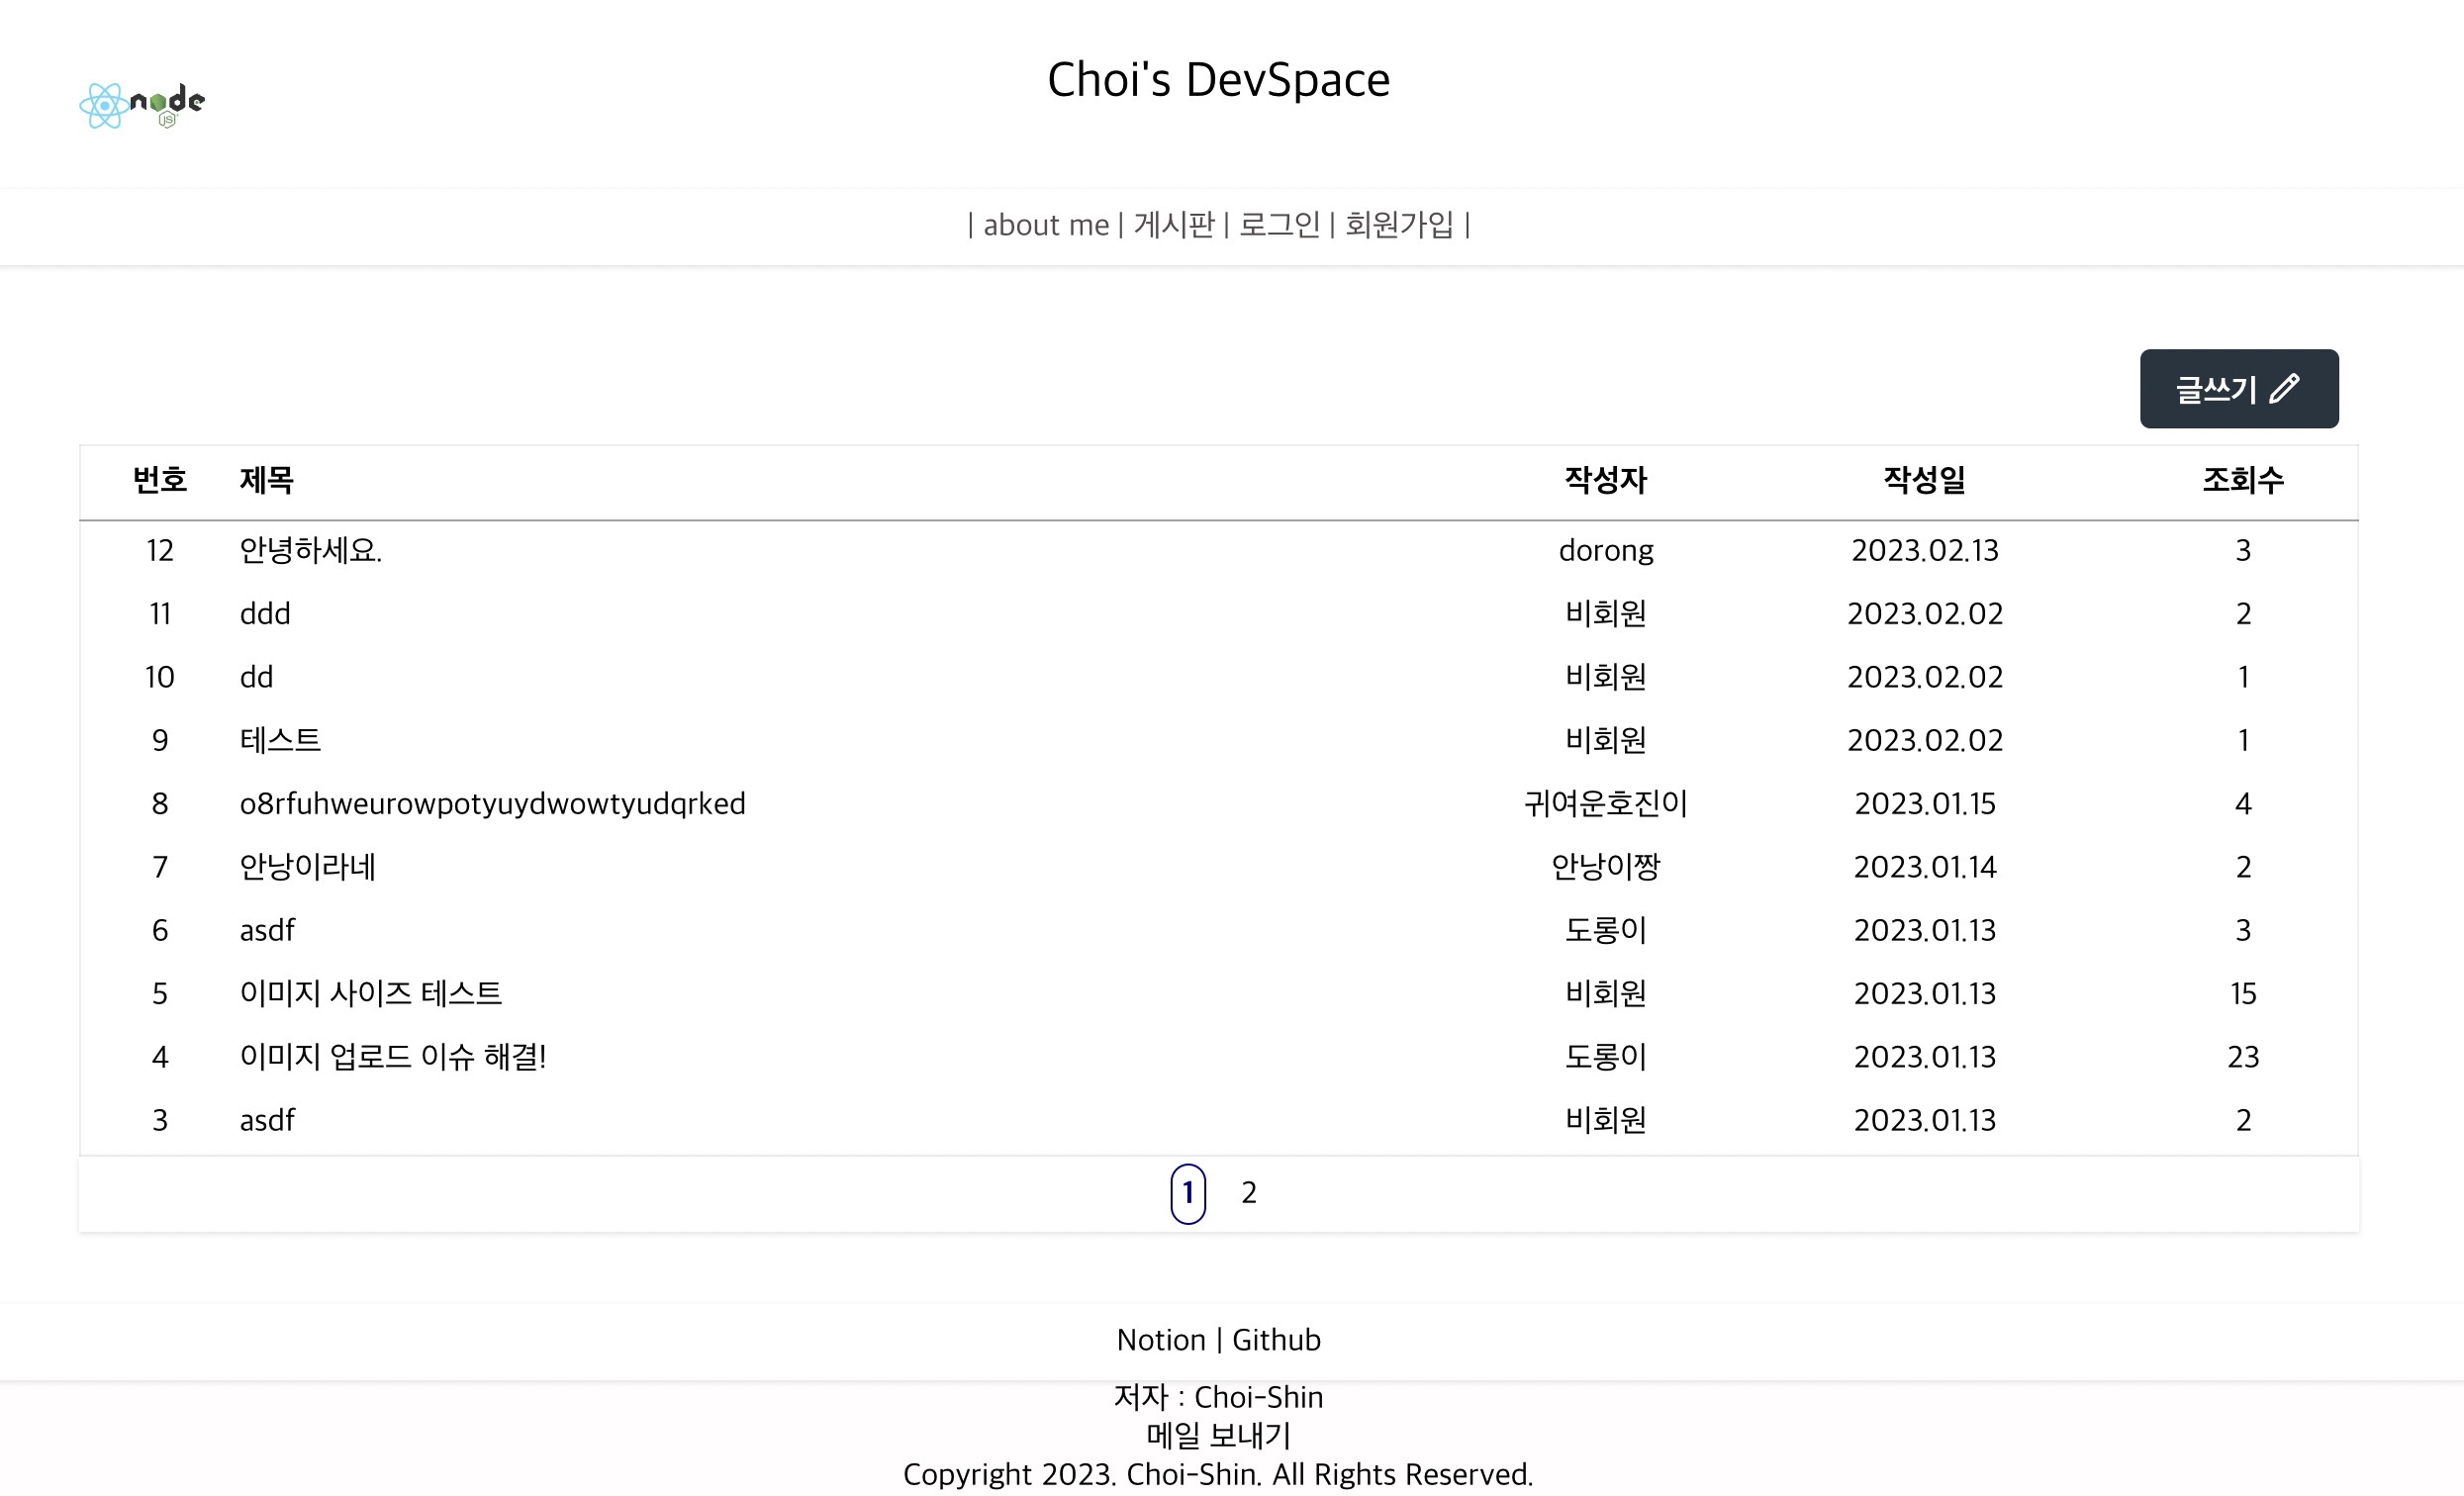 Choi's DevSpace
node
JS
| about me | 게시판 | 로그인 | 회원가입 |
글쓰기
번호 제목 작성자 작성일 조회수
12 안녕하세요. dorong 2023.02.13 3
11 ddd 비회원 2023.02.02 2
10 dd 비회원 2023.02.02 1
9 테스트 비회원 2023.02.02 1
8 o8rfuhweurowpotyuydwowtyudqrked 귀여운호진이 2023.01.15 4
7 안낭이라네 안낭이짱 2023.01.14 2
6 asdf 도롱이 2023.01.13 3
5 이미지 사이즈 테스트 비회원 2023.01.13 15
4 이미지 업로드 이슈 해결! 도롱이 2023.01.13 23
3 asdf 비회원 2023.01.13 2
1 2
Notion | Github
저자 : Choi-Shin
메일 보내기
Copyright 2023. Choi-Shin. All Rights Reserved.